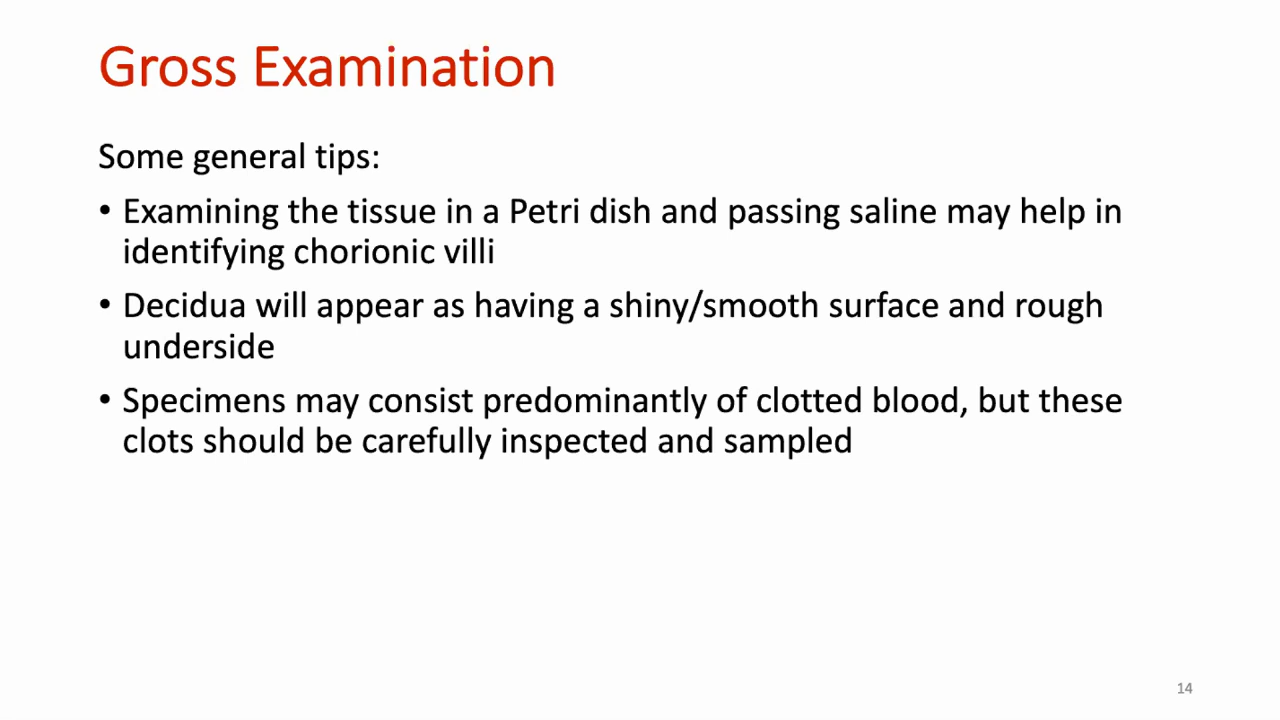 Gross Examination
Some general tips:
• Examining the tissue in a Petri dish and passing saline may help in
identifying chorionic villi
• Decidua will appear as having a shiny/smooth surface and rough
underside
• Specimens may consist predominantly of clotted blood, but these
clots should be carefully inspected and sampled
14